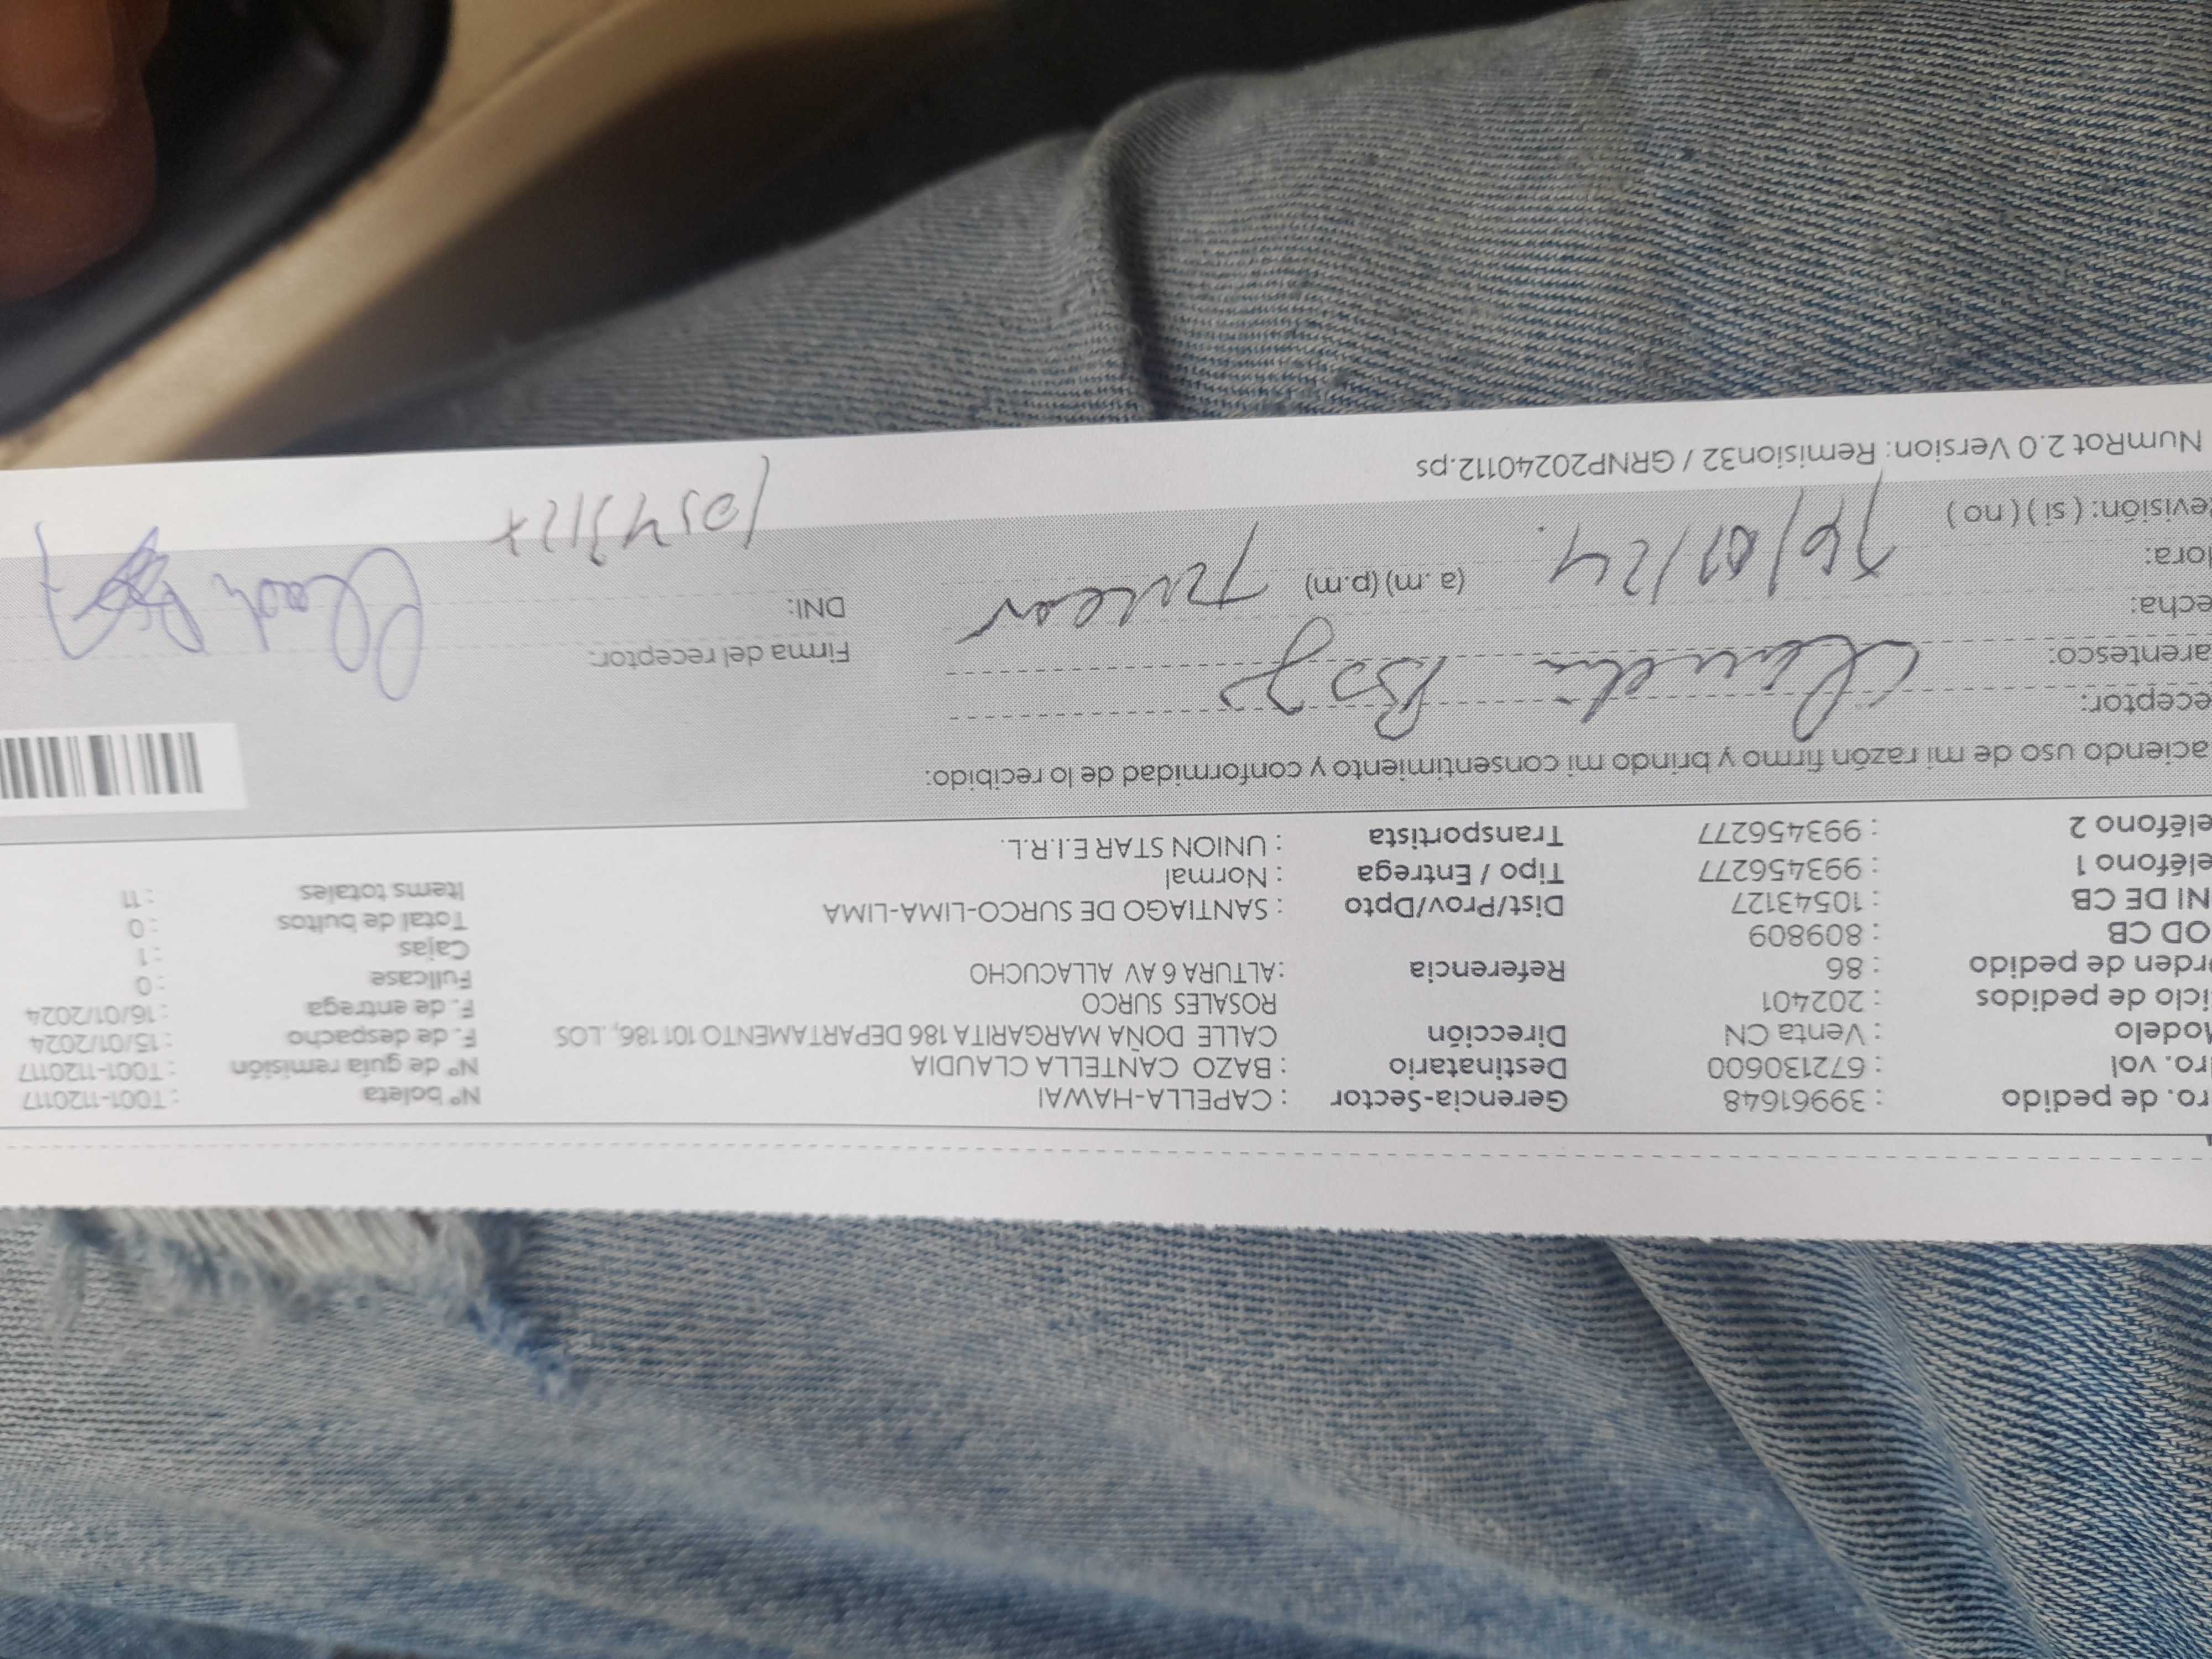 ro. de pedido : 39961648 Gerencia-Sector : CAPELLA-HAWAI Nº boleta : T001-1120117
ro. vol : 672130600 Destinatario : BAZO CANTELLA CLAUDIA Nº de guía remisión : T001-1120117
odelo : Venta CN Dirección CALLE DOÑA MARGARITA 186 DEPARTAMENTO 101 186, .LOS F. de despacho : 15/01/2024
iclo de pedidos : 202401 ROSALES SURCO F. de entrega : 16/01/2024
rden de pedido : 86 Referencia :ALTURA 6 AV ALLACUCHO Fullcase : 0
OD CB : 809809 Cajas : 1
NI DE CB : 10543127 Dist/Prov/Dpto : SANTIAGO DE SURCO-LIMA-LIMA Total de bultos : 0
eléfono 1 : 993456277 Tipo / Entrega : Normal Items totales : 11
eléfono 2 : 993456277 Transportista : UNION STAR E.I.R.L.
aciendo uso de mi razón firmo y brindo mi consentimiento y conformidad de lo recibido:
eceptor: Claudia Bazo
arentesco: Firma del receptor:
echa: 16/01/24 DNI: 10543127
ora: (a.m) (p.m)
evisión: ( si ) ( no )
NumRot 2.0 Version: Remision32 / GRNP20240112.ps